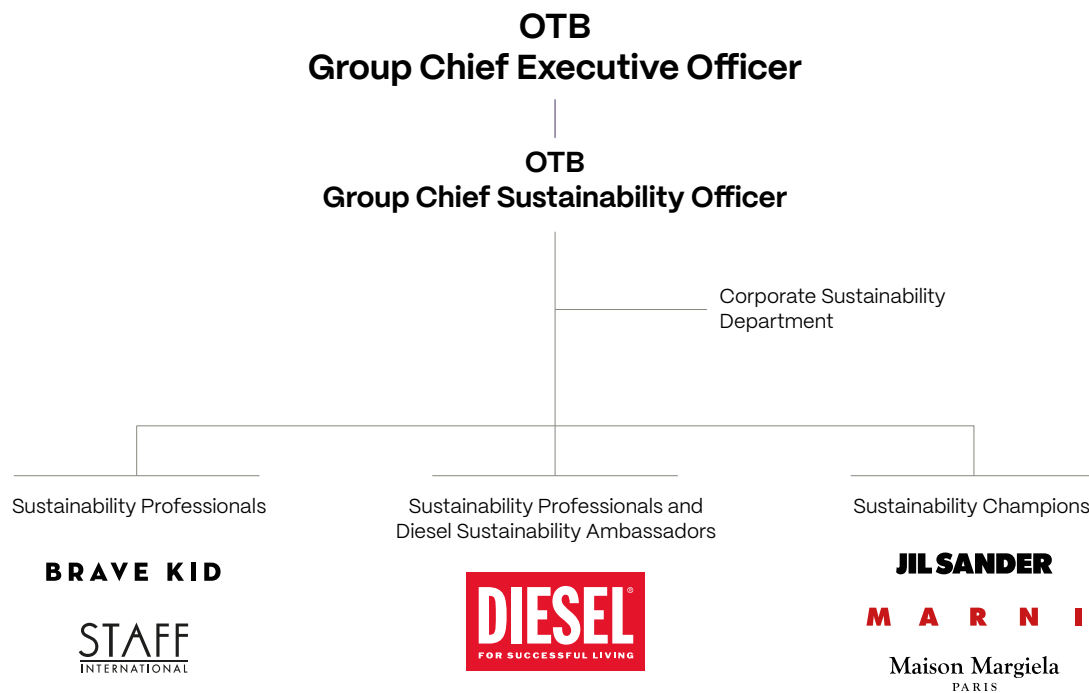 OTB
Group Chief Executive Officer
OTB
Group Chief Sustainability Officer
Corporate Sustainability
Department
Sustainability Professionals
BRAVE KID
STAFF
INTERNATIONAL
Sustainability Professionals and
Diesel Sustainability Ambassadors
DIESEL®
FOR SUCCESSFUL LIVING
Sustainability Champions
JIL SANDER
MARNI
Maison Margiela
PARIS